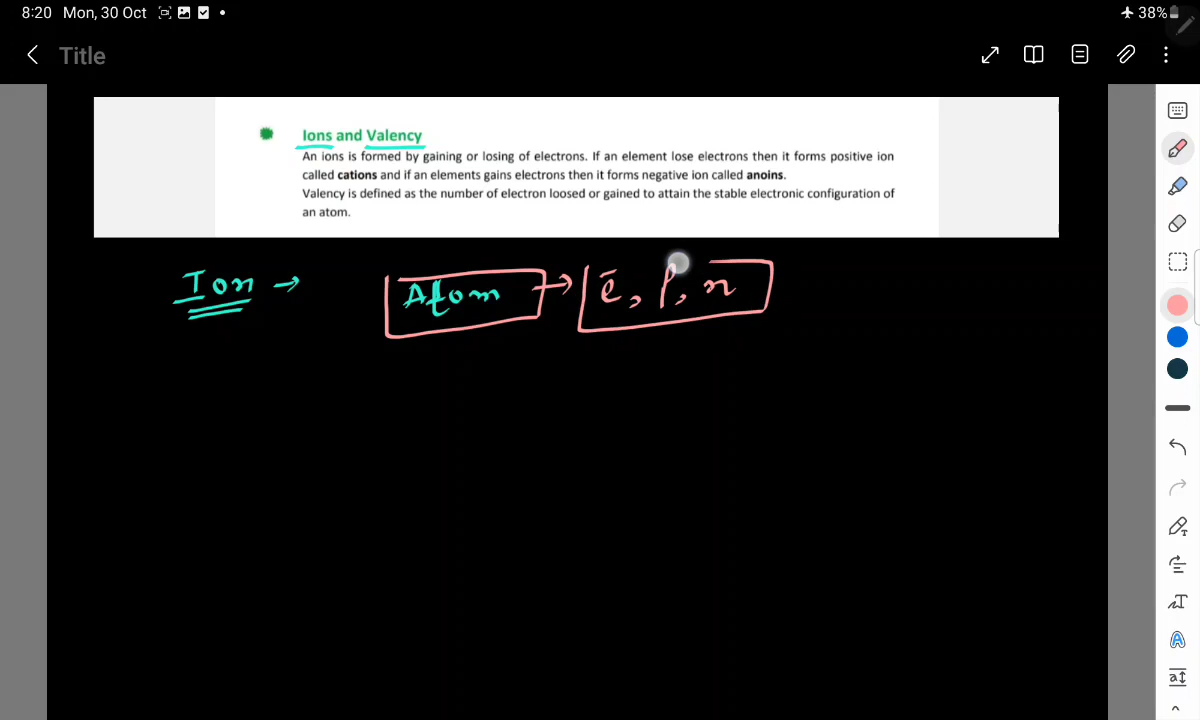 8:20 Mon, 30 Oct
38%
Title
Ions and Valency
An ions is formed by gaining or losing of electrons. If an element lose electrons then it forms positive ion
called cations and if an elements gains electrons then it forms negative ion called anoins.
Valency is defined as the number of electron loosed or gained to attain the stable electronic configuration of
an atom.
Ion → Atom → ē, p, n